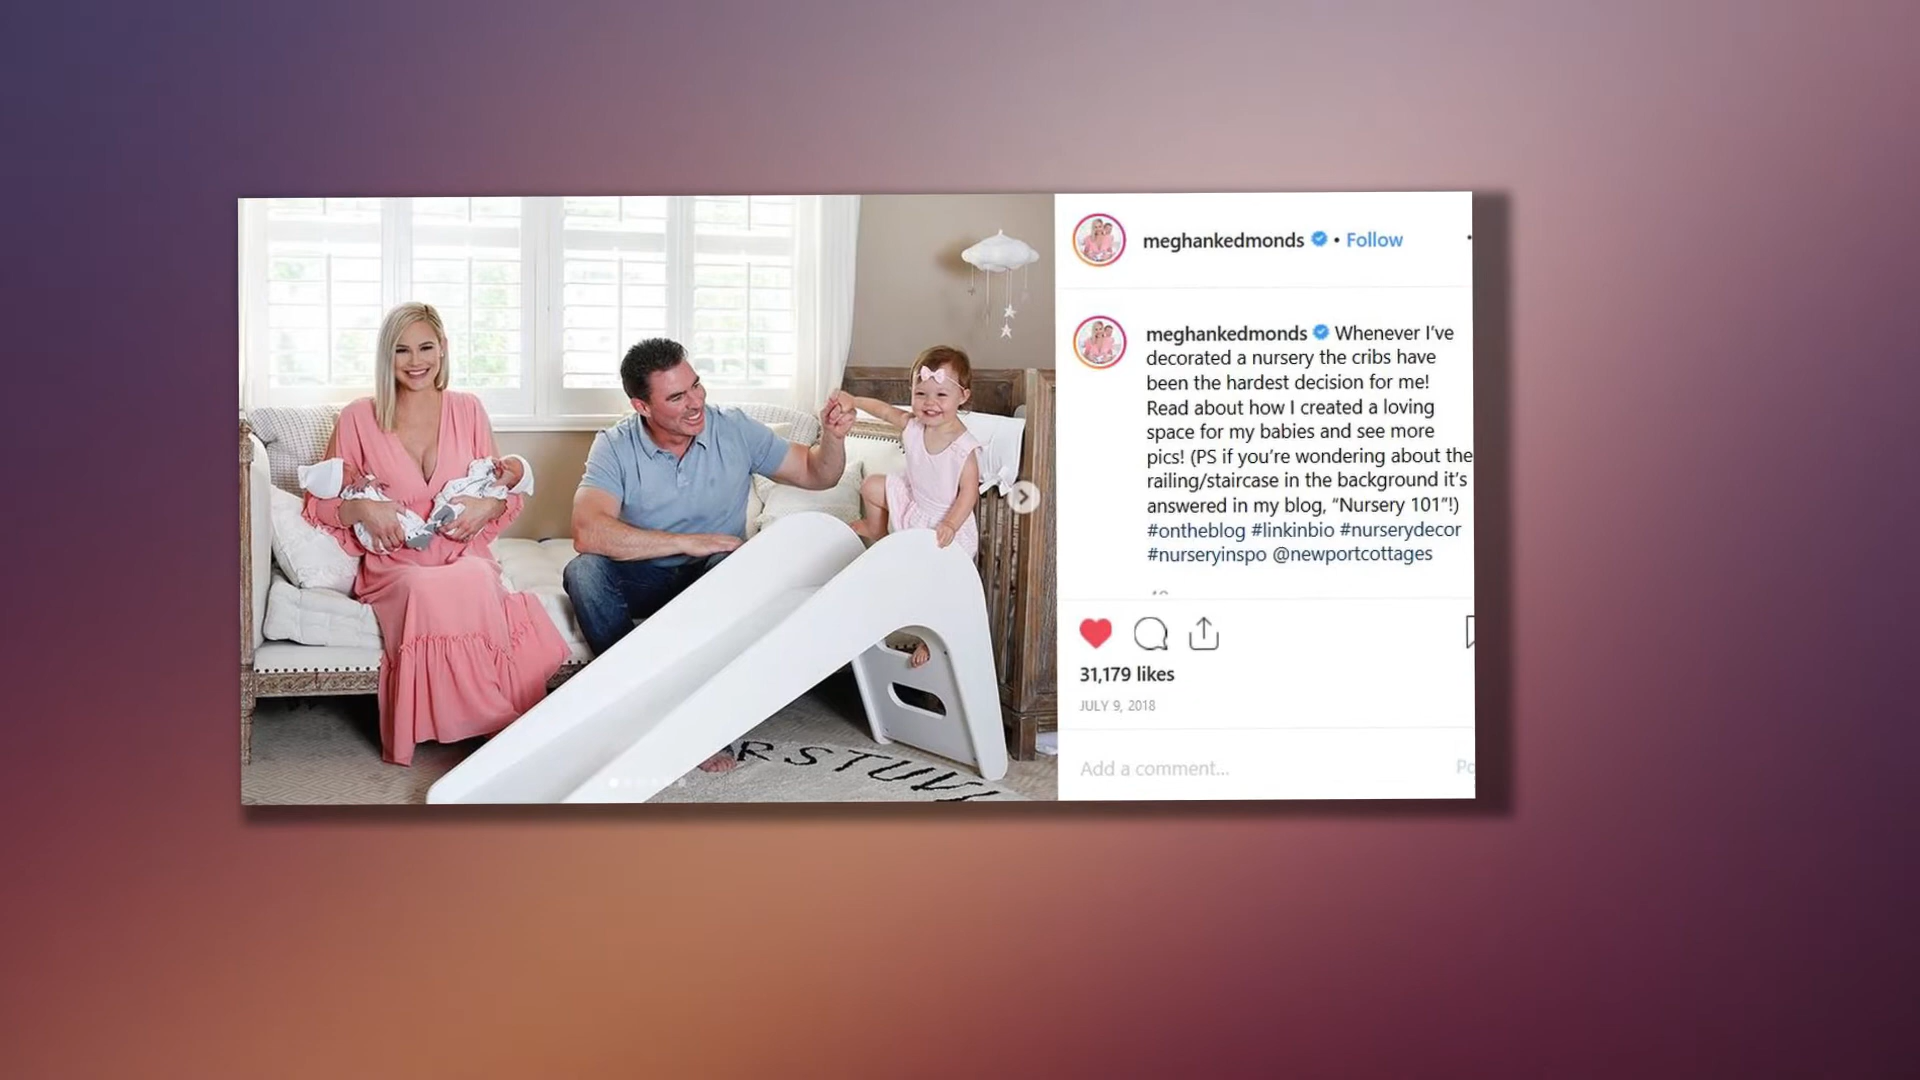 meghankedmonds • Follow
meghankedmonds Whenever I've
decorated a nursery the cribs have
been the hardest decision for me!
Read about how I created a loving
space for my babies and see more
pics! (PS if you're wondering about the
railing/staircase in the background it's
answered in my blog, “Nursery 101”!)
#ontheblog #linkinbio #nurserydecor
#nurseryinspo @newportcottages
31,179 likes
JULY 9, 2018
Add a comment...
RSTUV